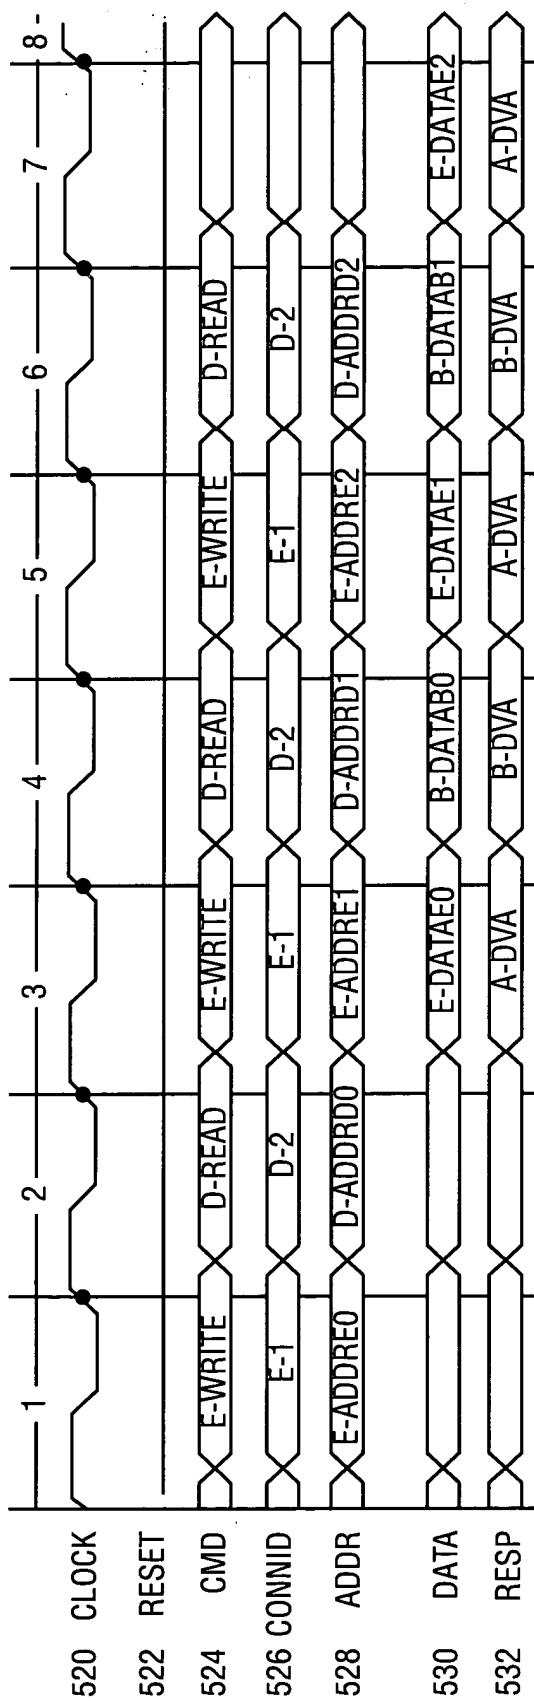 1 2 3 4 5 6 7 8
520 CLOCK
522 RESET
524 CMD E-WRITE D-READ E-WRITE D-READ E-WRITE D-READ
526 CONNID E-1 D-2 E-1 D-2 E-1 D-2
528 ADDR E-ADDRE0 D-ADDRD0 E-ADDRE1 D-ADDRD1 E-ADDRE2 D-ADDRD2
530 DATA E-DATAE0 B-DATAB0 E-DATAE1 B-DATAB1 E-DATAE2
532 RESP A-DVA B-DVA A-DVA B-DVA A-DVA